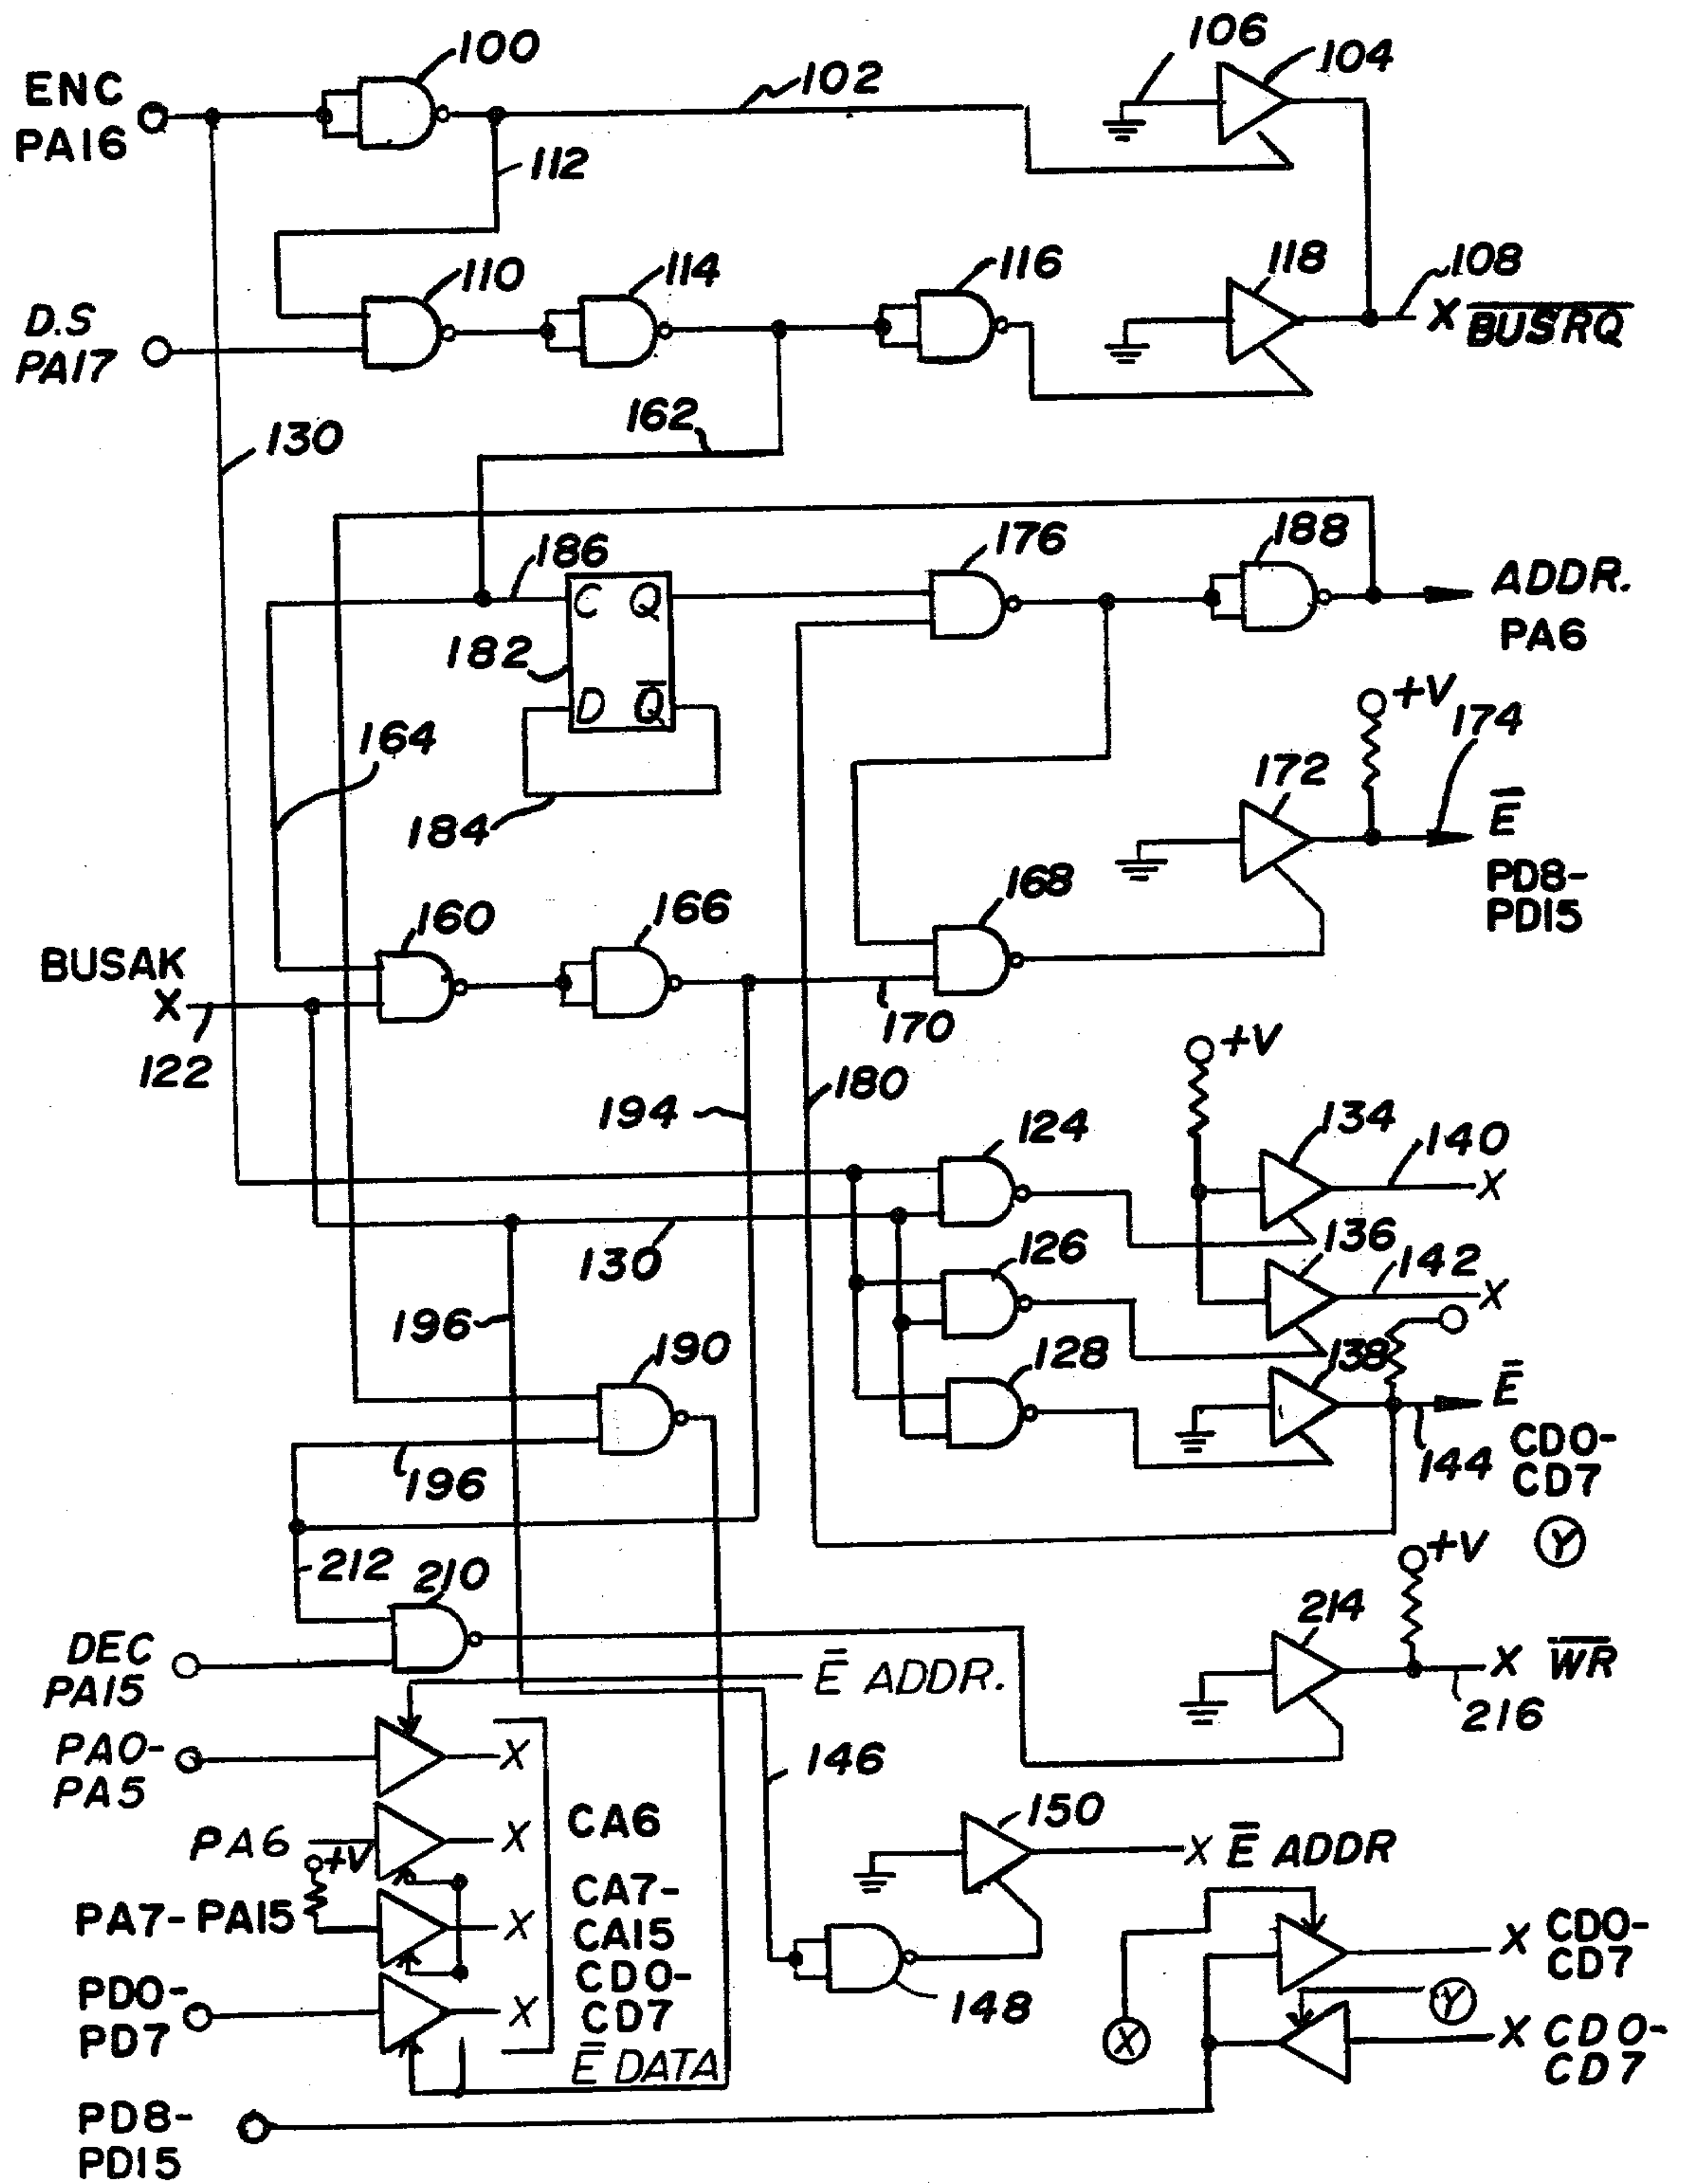 100
ENC
PA16
102
106
104
112
110
114
116
118
108
D.S
PA17
X B̅U̅S̅R̅Q̅
162
130
186
176
188
C Q
182
D Q̅
184
ADDR.
PA6
+V
174
164
172
E̅
PD8-
PD15
160
166
168
BUSAK
X
122
170
180
+V
194
124
134
140
X
130
126
136
142
X
196
190
128
138
E̅
196
144
CD0-
CD7
Y
212
210
+V
214
DEC
PA15
E̅ ADDR.
X W̅R̅
216
PA0-
PA5
X
146
PA6
X
CA6
150
X E̅ ADDR
+V
PA7-PA15
X
CA7-
CA15
CD0-
CD7
X CD0-
CD7
PD0-
PD7
X
148
X
Y
X CD0-
CD7
E̅ DATA
PD8-
PD15